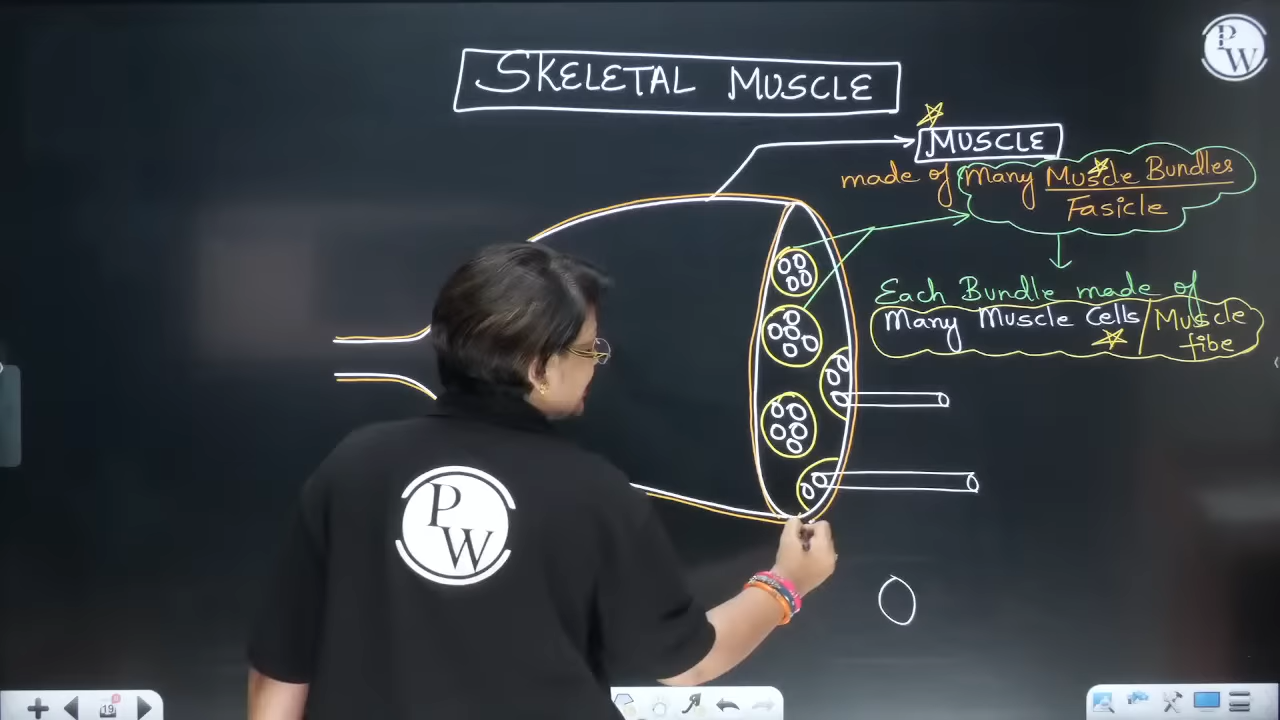 PW
SKELETAL MUSCLE
MUSCLE
made of many Muscle Bundles
Fasicle
Each Bundle made of
Many Muscle Cells / Muscle
fibe
PW
19